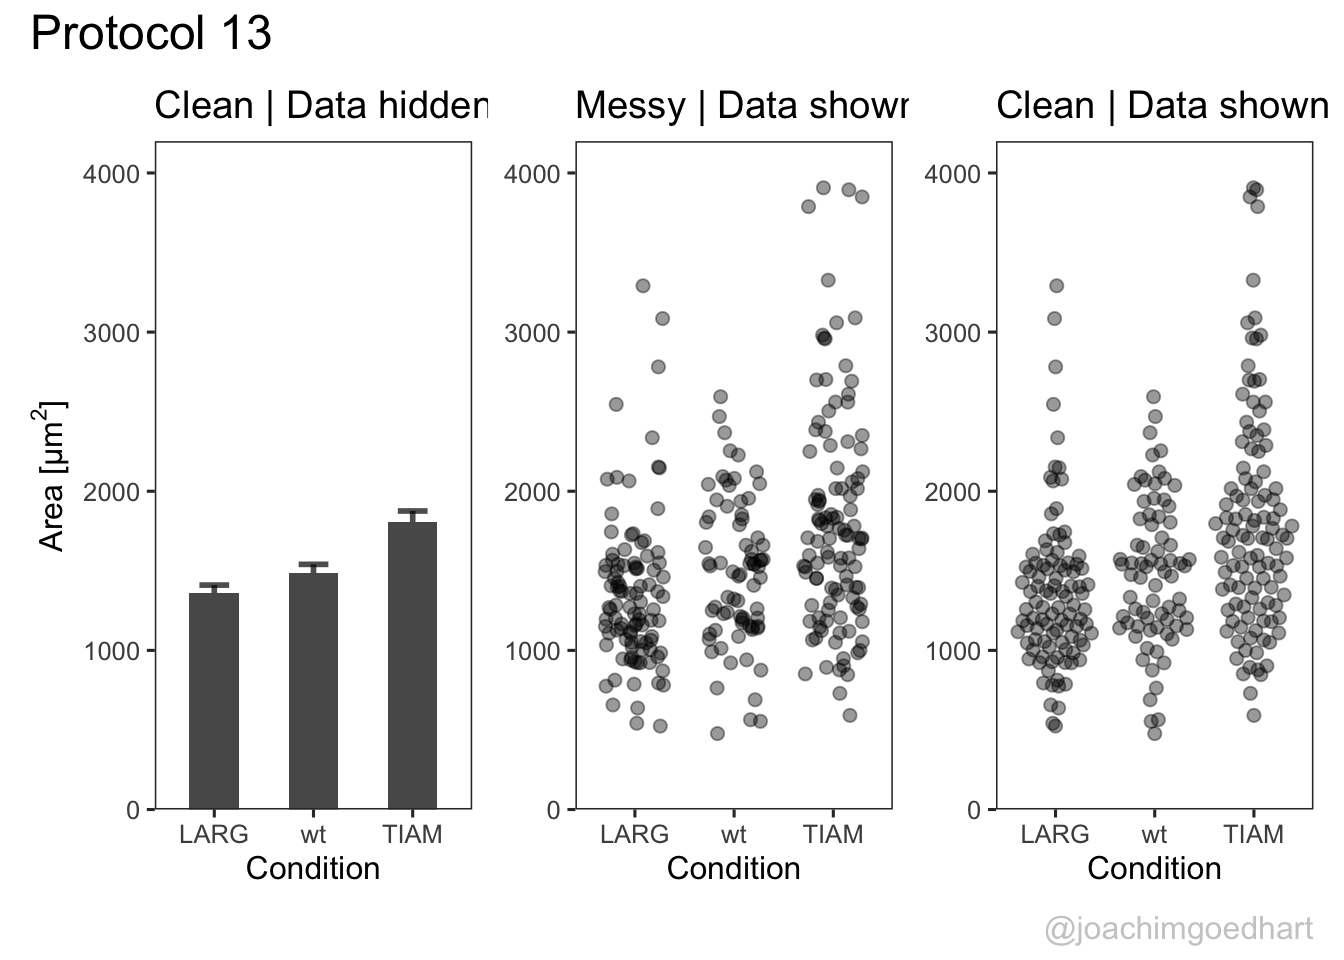 Protocol 13
Clean | Data hidden
Messy | Data shown
Clean | Data shown
Area [μm²]
4000
3000
2000
1000
0
LARG wt TIAM
Condition
4000
3000
2000
1000
0
LARG wt TIAM
Condition
4000
3000
2000
1000
0
LARG wt TIAM
Condition
@joachimgoedhart